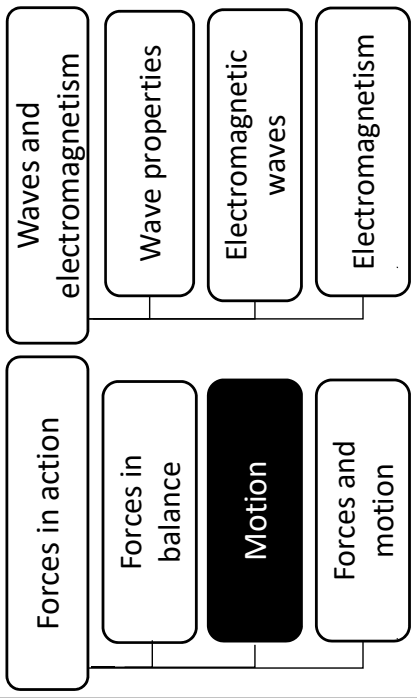 Forces in action
Forces in
balance
Motion
Forces and
motion
Waves and
electromagnetism
Wave properties
Electromagnetic
waves
Electromagnetism